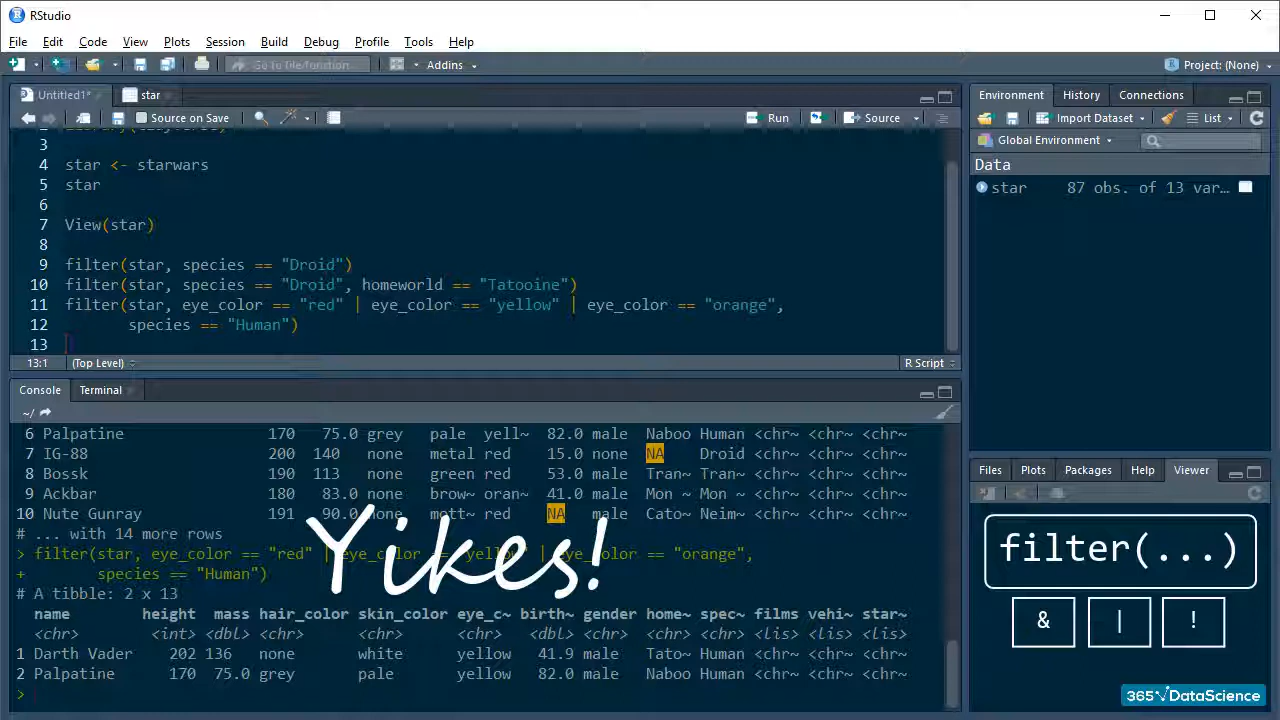 RStudio
File Edit Code View Plots Session Build Debug Profile Tools Help
Go to file/function Addins Project: (None)
Untitled1* star
Source on Save Run Source
3
4 star <- starwars
5 star
6
7 View(star)
8
9 filter(star, species == "Droid")
10 filter(star, species == "Droid", homeworld == "Tatooine")
11 filter(star, eye_color == "red" | eye_color == "yellow" | eye_color == "orange",
12 species == "Human")
13
13:1 (Top Level) R Script
Console Terminal
~/
6 Palpatine 170 75.0 grey pale yell~ 82.0 male Naboo Human <chr~ <chr~ <chr~
7 IG-88 200 140 none metal red 15.0 none NA Droid <chr~ <chr~ <chr~
8 Bossk 190 113 none green red 53.0 male Tran~ Tran~ <chr~ <chr~ <chr~
9 Ackbar 180 83.0 none brow~ oran~ 41.0 male Mon ~ Mon ~ <chr~ <chr~ <chr~
10 Nute Gunray 191 90.0 none mott~ red NA male Cato~ Neim~ <chr~ <chr~ <chr~
# ... with 14 more rows
> filter(star, eye_color == "red" | eye_color == "yellow" | eye_color == "orange",
+ species == "Human")
# A tibble: 2 x 13
name height mass hair_color skin_color eye_c~ birth~ gender home~ spec~ films vehi~ star~
<chr> <int> <dbl> <chr> <chr> <chr> <dbl> <chr> <chr> <chr> <lis> <lis> <lis>
1 Darth Vader 202 136 none white yellow 41.9 male Tato~ Human <chr~ <chr~ <chr~
2 Palpatine 170 75.0 grey pale yellow 82.0 male Naboo Human <chr~ <chr~ <chr~
>
Yikes!
Environment History Connections
Import Dataset List
Global Environment
Data
star 87 obs. of 13 var...
Files Plots Packages Help Viewer
filter(...)
& | !
365 DataScience